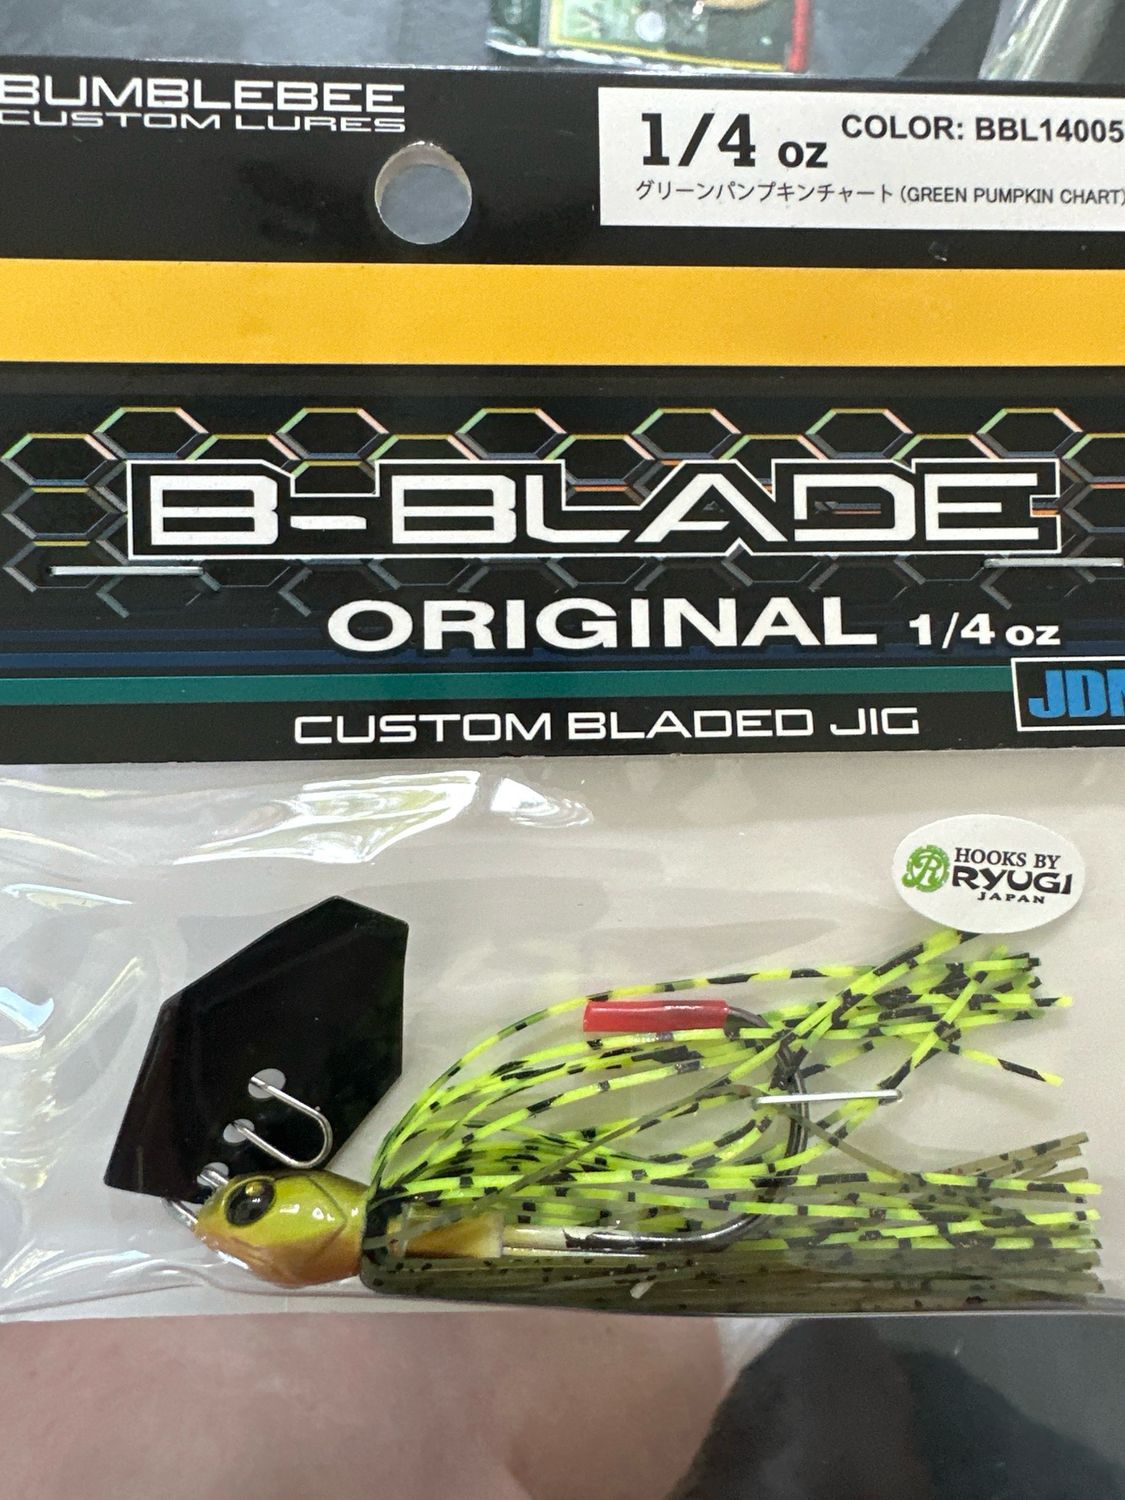 BUMBLEBEE
CUSTOM LURES
1/4 oz COLOR: BBL14005
グリーンパンプキンチャート (GREEN PUMPKIN CHART)
B-BLADE
ORIGINAL 1/4 oz
CUSTOM BLADED JIG
HOOKS BY
RYUGI
JAPAN